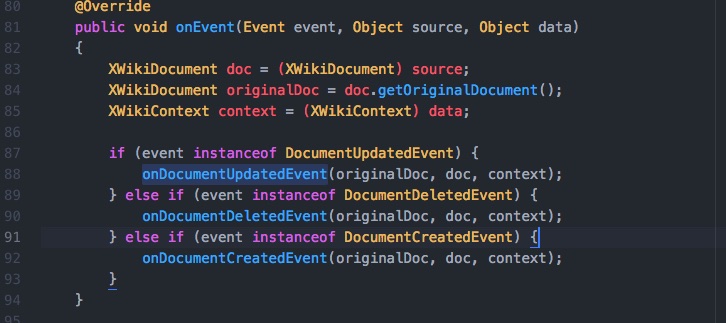 80 @Override
81 public void onEvent(Event event, Object source, Object data)
82 {
83 XWikiDocument doc = (XWikiDocument) source;
84 XWikiDocument originalDoc = doc.getOriginalDocument();
85 XWikiContext context = (XWikiContext) data;
86
87 if (event instanceof DocumentUpdatedEvent) {
88 onDocumentUpdatedEvent(originalDoc, doc, context);
89 } else if (event instanceof DocumentDeletedEvent) {
90 onDocumentDeletedEvent(originalDoc, doc, context);
91 } else if (event instanceof DocumentCreatedEvent) {
92 onDocumentCreatedEvent(originalDoc, doc, context);
93 }
94 }
95